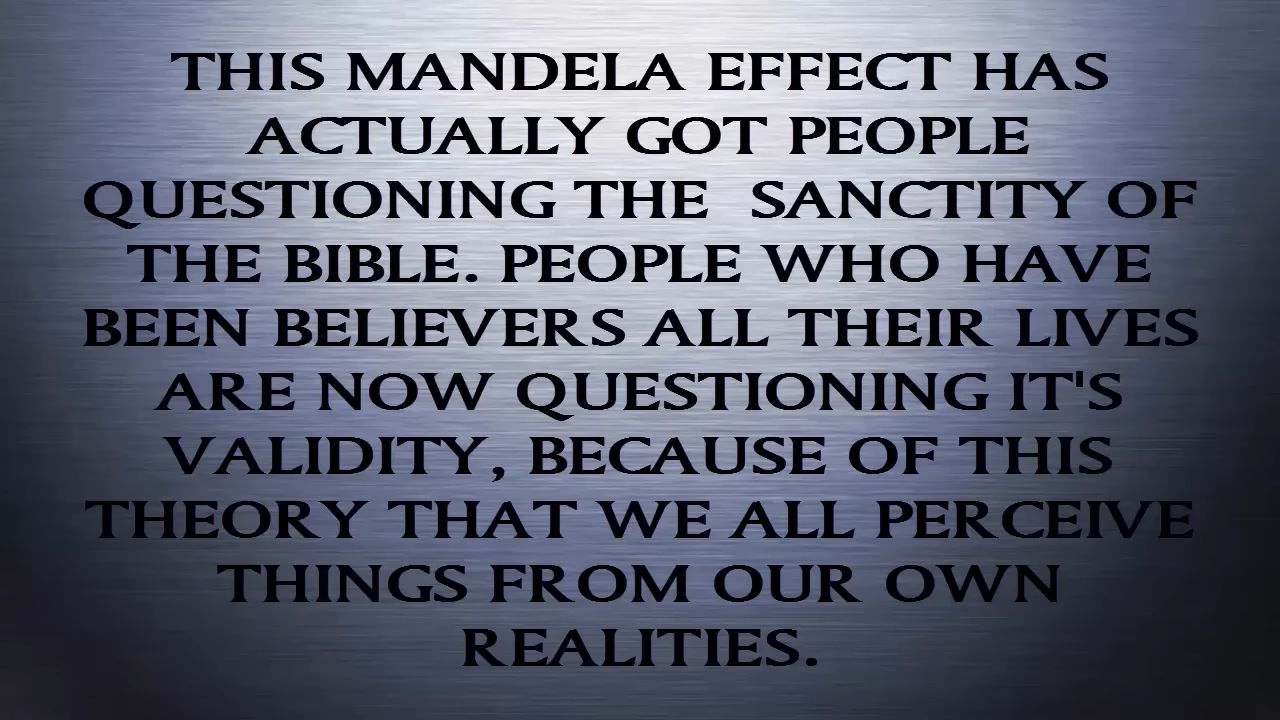 THIS MANDELA EFFECT HAS
ACTUALLY GOT PEOPLE
QUESTIONING THE  SANCTITY OF
THE BIBLE. PEOPLE WHO HAVE
BEEN BELIEVERS ALL THEIR LIVES
ARE NOW QUESTIONING IT'S
VALIDITY, BECAUSE OF THIS
THEORY THAT WE ALL PERCEIVE
THINGS FROM OUR OWN
REALITIES.